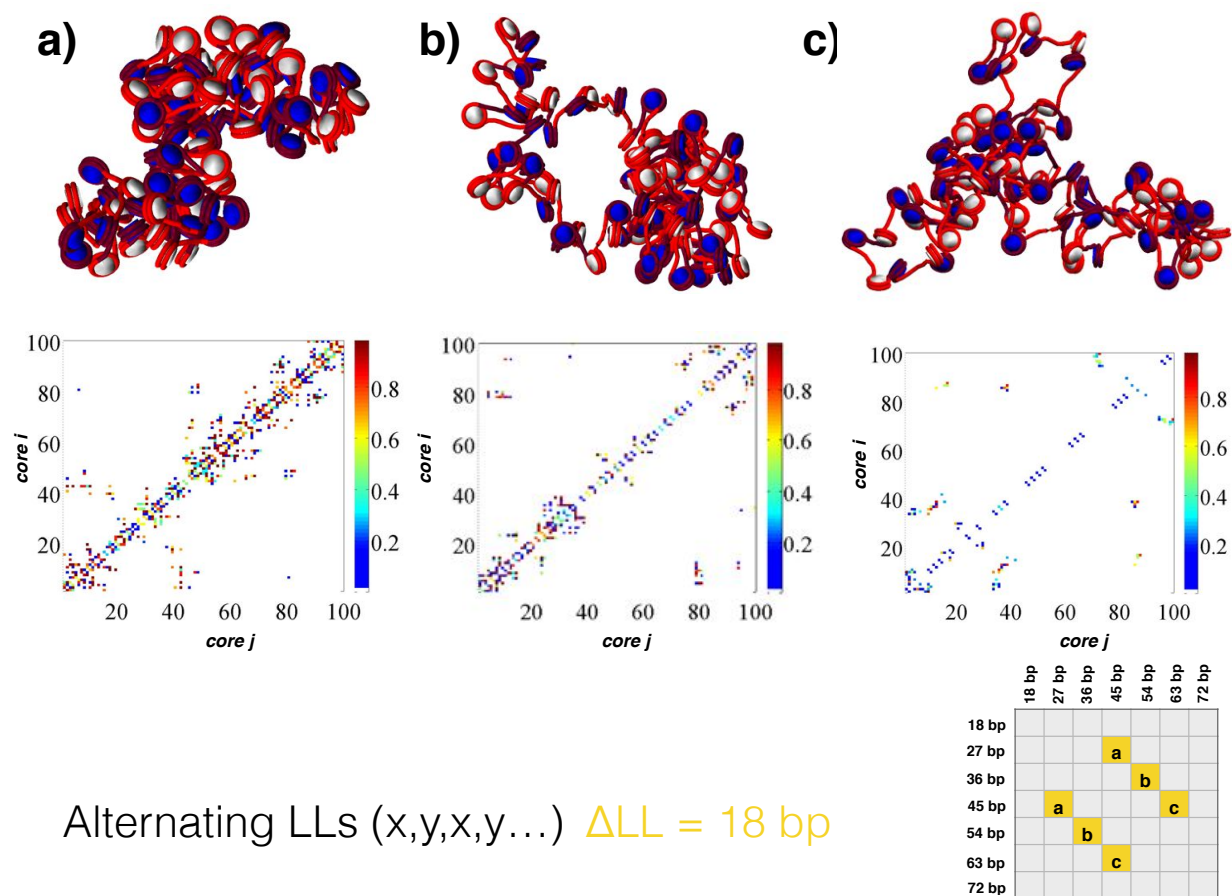 a)
b)
c)
100
80
60
40
20
core i
20 40 60 80 100
core j
0.8
0.6
0.4
0.2
100
80
60
40
20
core i
20 40 60 80 100
core j
0.8
0.6
0.4
0.2
100
80
60
40
20
core i
20 40 60 80 100
core j
0.8
0.6
0.4
0.2
18 bp 27 bp 36 bp 45 bp 54 bp 63 bp 72 bp
18 bp
27 bp a
36 bp b
45 bp a c
54 bp b
63 bp c
72 bp
Alternating LLs (x,y,x,y...) ΔLL = 18 bp